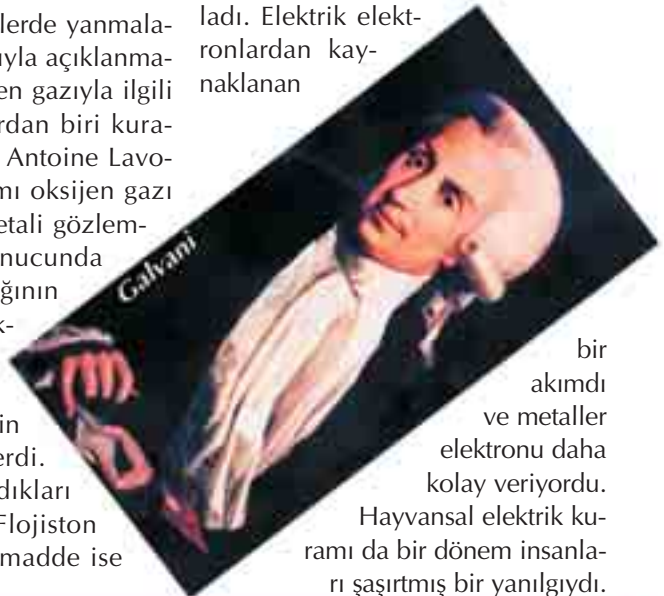 lerde yanmala-
ıyla açıklanma-
en gazıyla ilgili
rdan biri kura-
Antoine Lavo-
mı oksijen gazı
etali gözlem-
nucunda
ğının
k-
in
erdi.
dıkları
Flojiston
madde ise
ladı. Elektrik elekt-
ronlardan kay-
naklanan
Galvani
bir
akımdı
ve metaller
elektronu daha
kolay veriyordu.
Hayvansal elektrik ku-
ramı da bir dönem insanla-
rı şaşırtmış bir yanılgıydı.